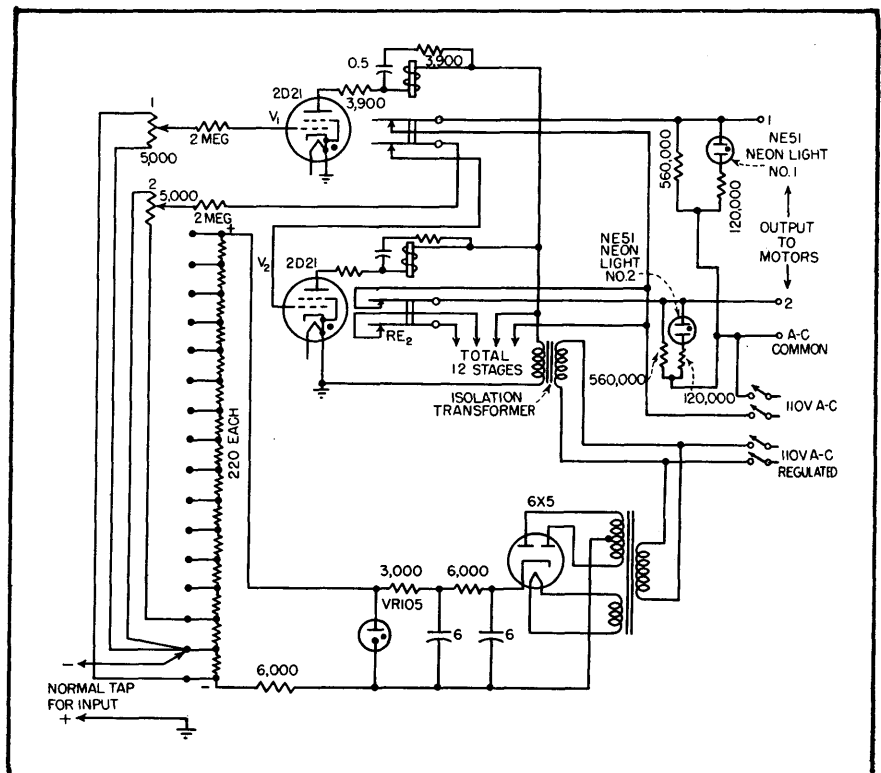 0.5
3,900
2D21
3,900
1
V1
2 MEG
5,000
2
5,000
2 MEG
+
V2
2D21
RE2
TOTAL
12 STAGES
ISOLATION
TRANSFORMER
1
NE51
NEON LIGHT
NO.1
560,000
120,000
OUTPUT
TO
MOTORS
NE51
NEON
LIGHT
NO.2
2
A-C
COMMON
560,000
120,000
110V A-C
110V A-C
REGULATED
220 EACH
6X5
3,000
6,000
VR105
6
6
6,000
-
-
NORMAL TAP
FOR INPUT
+